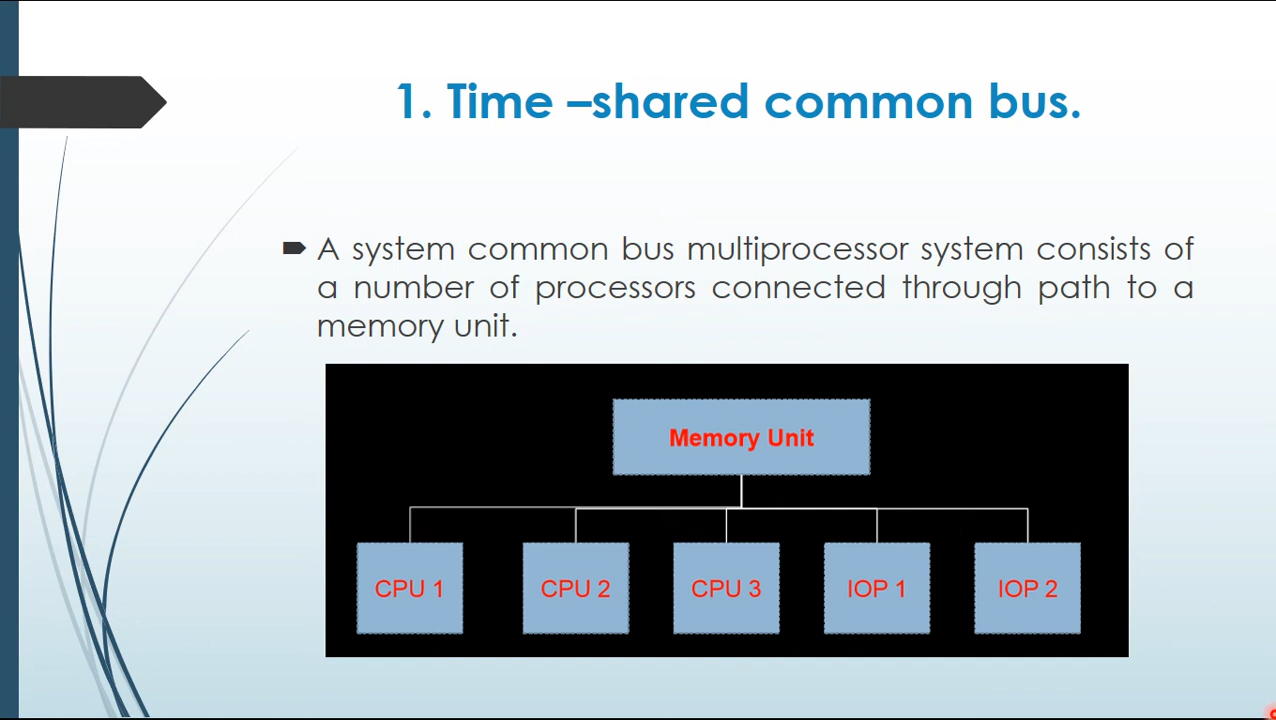 1. Time –shared common bus.
A system common bus multiprocessor system consists of
a number of processors connected through path to a
memory unit.
Memory Unit
CPU 1
CPU 2
CPU 3
IOP 1
IOP 2